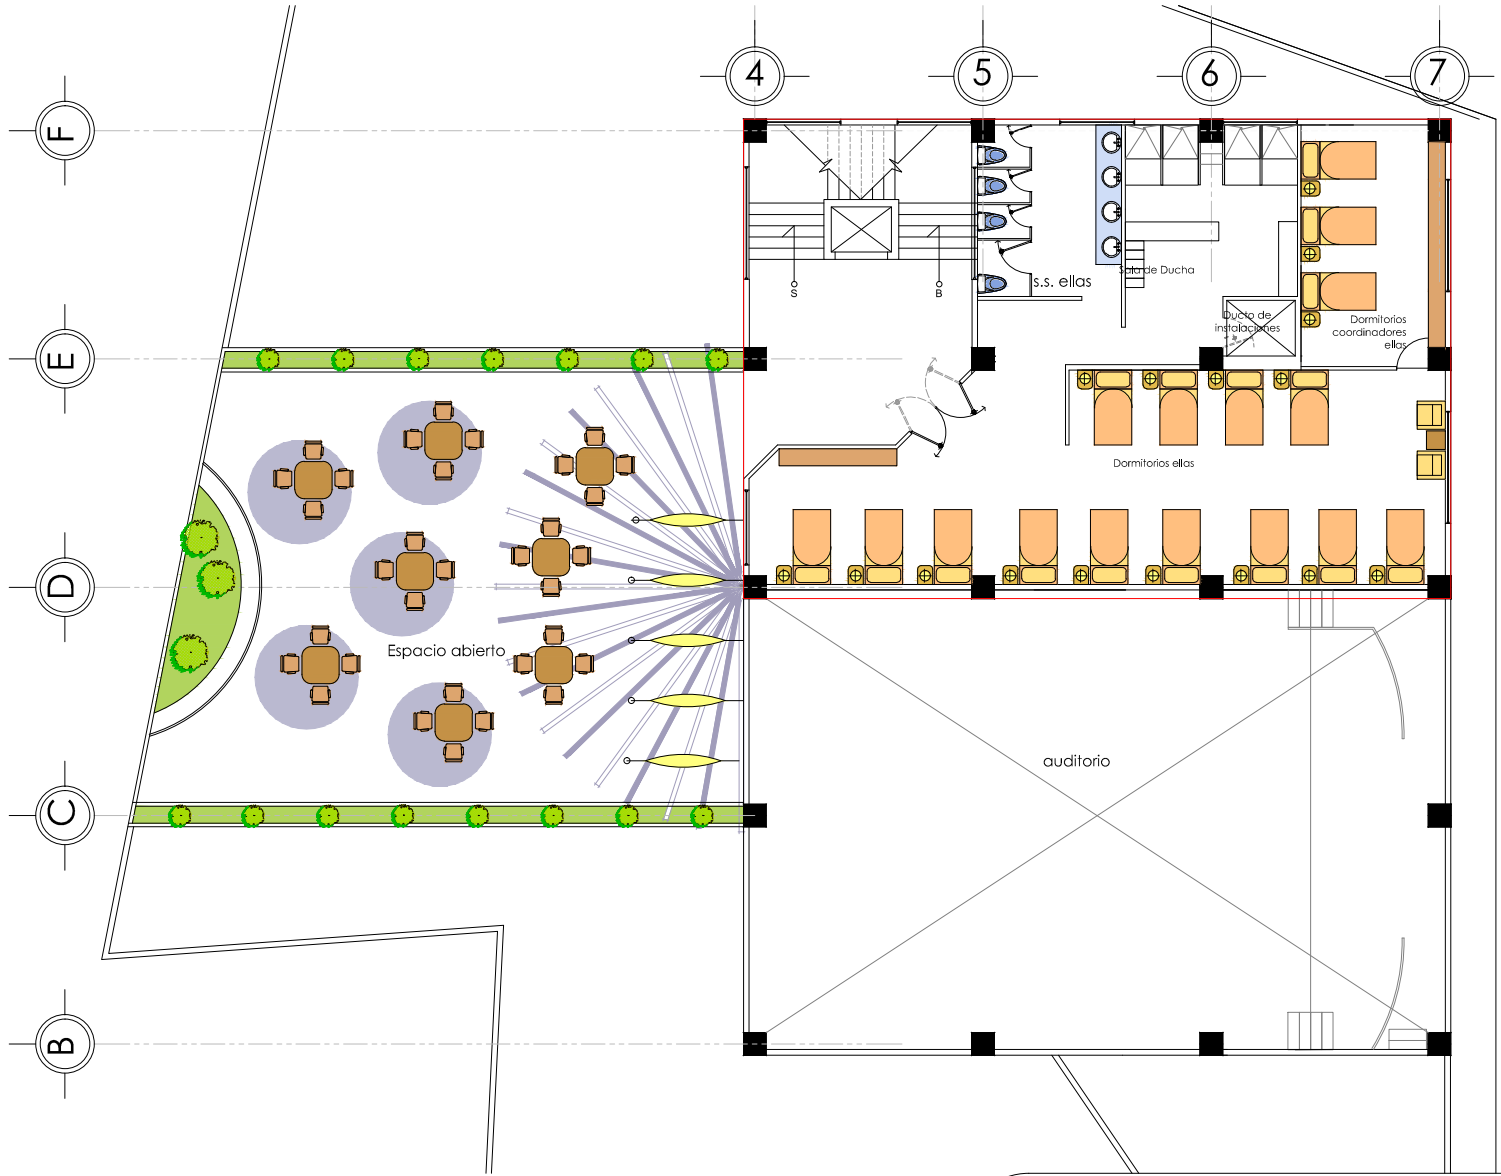 4
5
6
7
F
E
D
C
B
S
B
s.s. ellas
Sala de Ducha
Ducto de
instalaciones
Dormitorios
coordinadores
ellas
Dormitorios ellas
Espacio abierto
auditorio